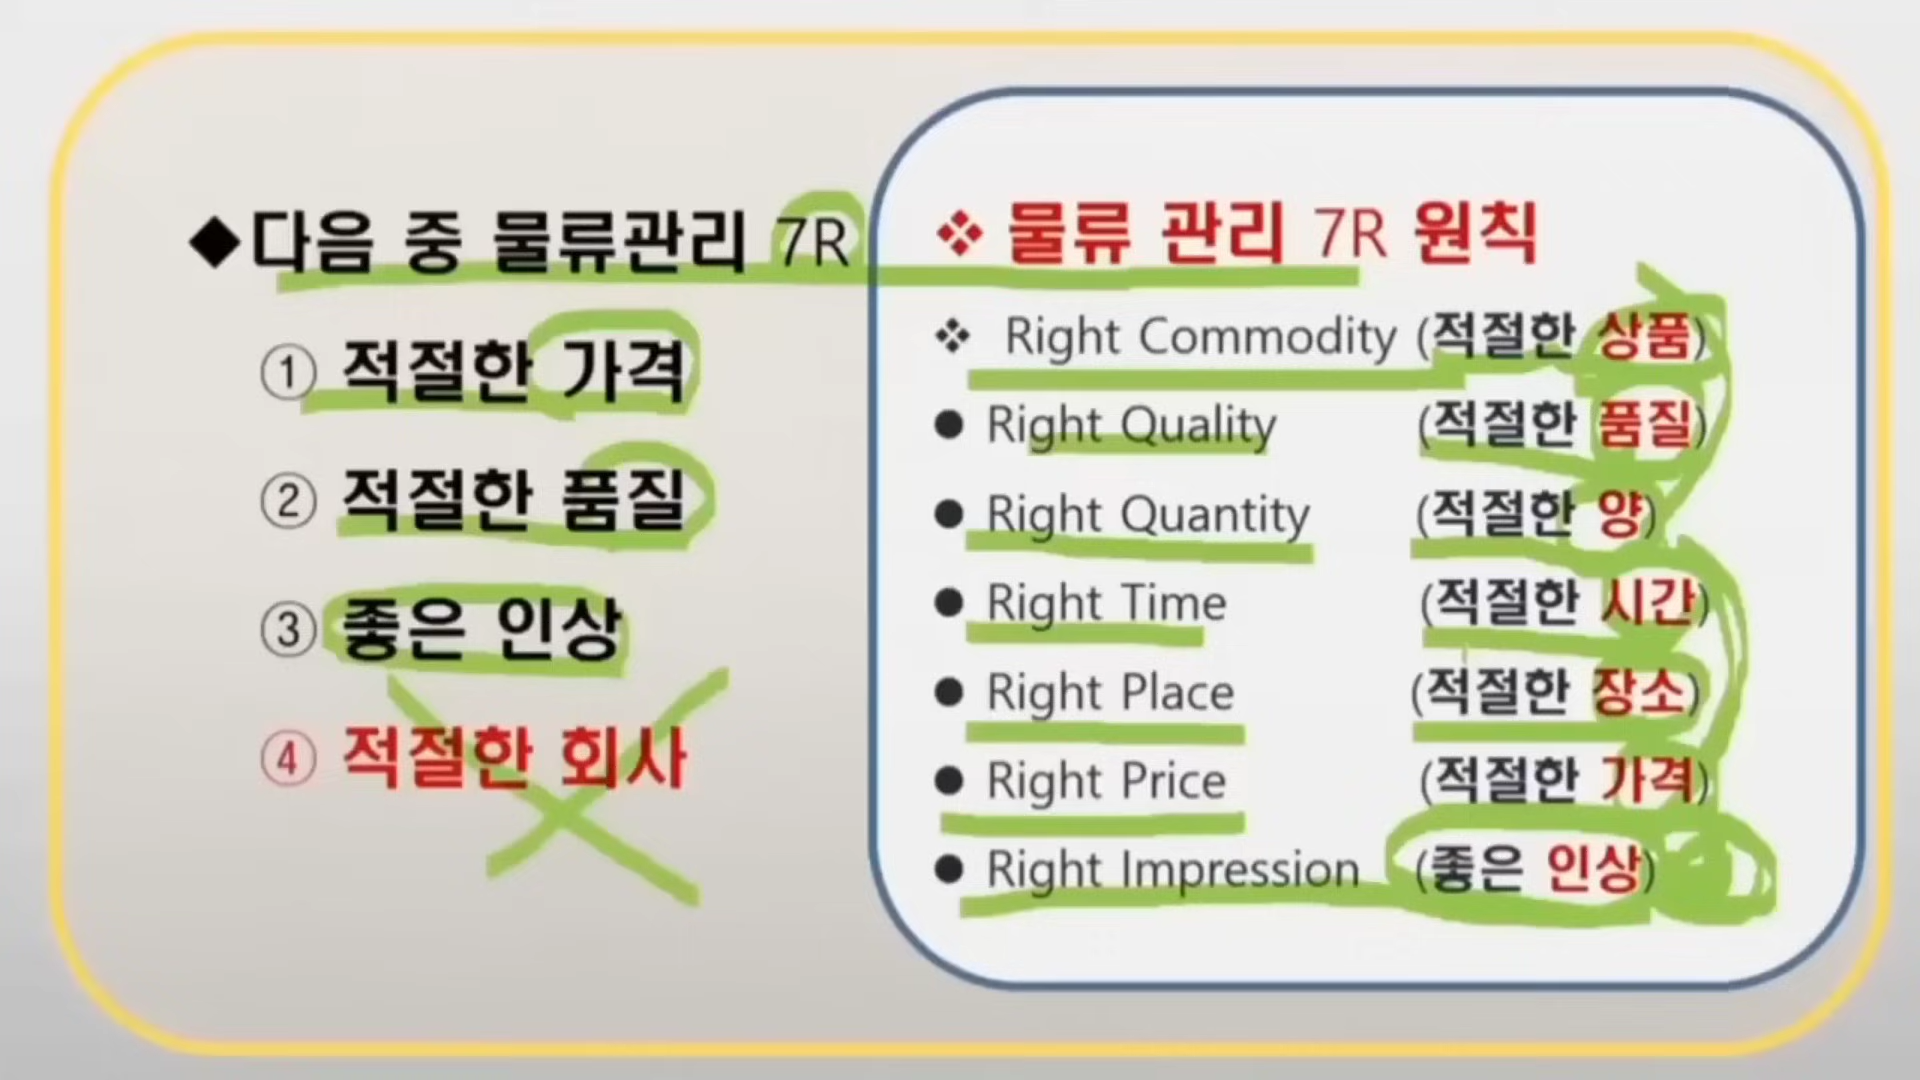 ◆다음 중 물류관리 7R
① 적절한 가격
② 적절한 품질
③ 좋은 인상
④ 적절한 회사
❖ 물류 관리 7R 원칙
❖ Right Commodity (적절한 상품)
● Right Quality (적절한 품질)
● Right Quantity (적절한 양)
● Right Time (적절한 시간)
● Right Place (적절한 장소)
● Right Price (적절한 가격)
● Right Impression (좋은 인상)